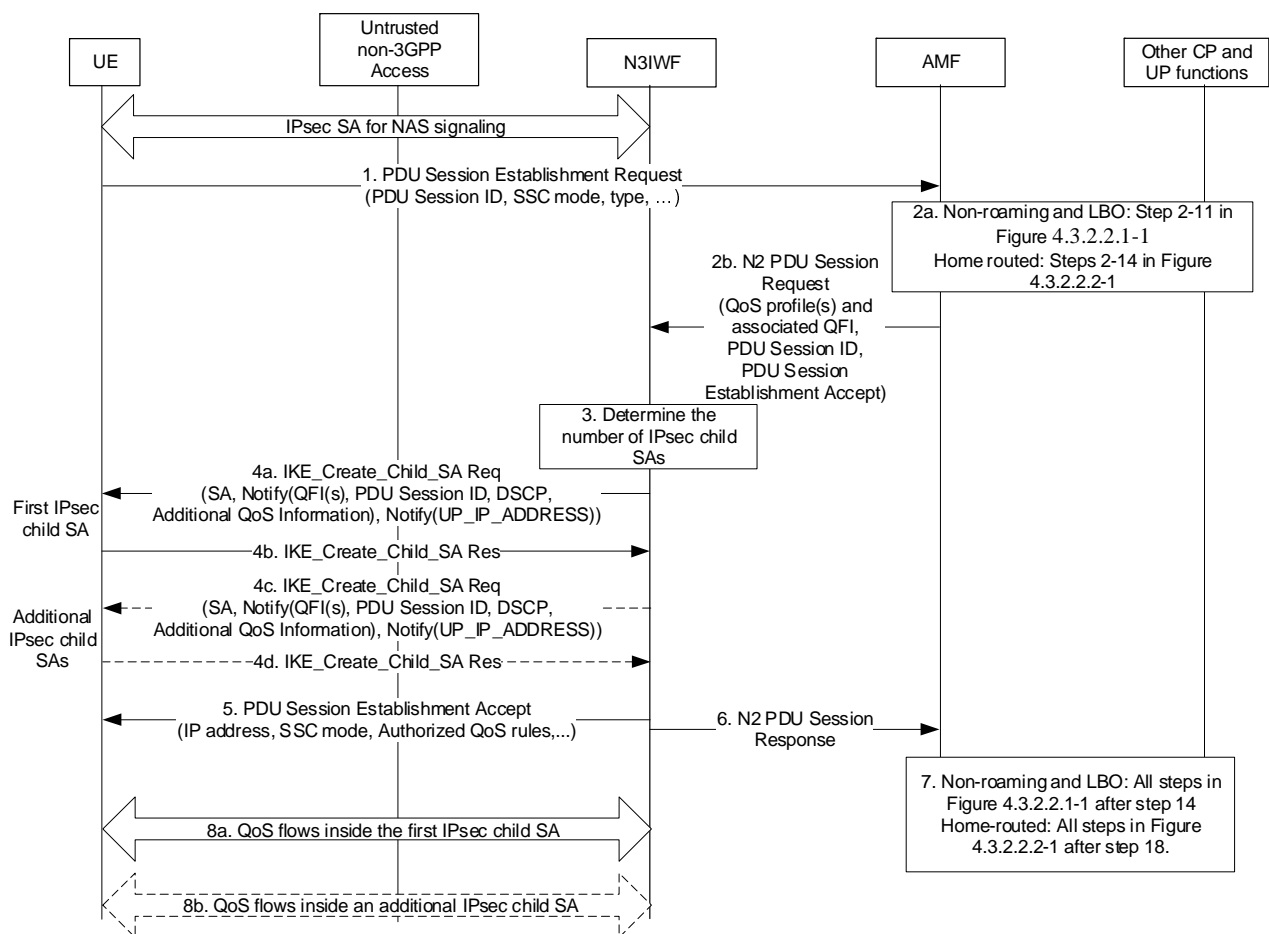 UE
Untrusted
non-3GPP
Access
N3IWF
AMF
Other CP and
UP functions
IPsec SA for NAS signaling
1. PDU Session Establishment Request
(PDU Session ID, SSC mode, type, …)
2a. Non-roaming and LBO: Step 2-11 in
Figure 4.3.2.2.1-1
Home routed: Steps 2-14 in Figure
4.3.2.2.2-1
2b. N2 PDU Session
Request
(QoS profile(s) and
associated QFI,
PDU Session ID,
PDU Session
Establishment Accept)
3. Determine the
number of IPsec child
SAs
4a. IKE_Create_Child_SA Req
(SA, Notify(QFI(s), PDU Session ID, DSCP,
Additional QoS Information), Notify(UP_IP_ADDRESS))
First IPsec
child SA
4b. IKE_Create_Child_SA Res
4c. IKE_Create_Child_SA Req
(SA, Notify(QFI(s), PDU Session ID, DSCP,
Additional QoS Information), Notify(UP_IP_ADDRESS))
Additional
IPsec child
SAs
4d. IKE_Create_Child_SA Res
5. PDU Session Establishment Accept
(IP address, SSC mode, Authorized QoS rules,...)
6. N2 PDU Session
Response
7. Non-roaming and LBO: All steps in
Figure 4.3.2.2.1-1 after step 14
Home-routed: All steps in Figure
4.3.2.2.2-1 after step 18.
8a. QoS flows inside the first IPsec child SA
8b. QoS flows inside an additional IPsec child SA